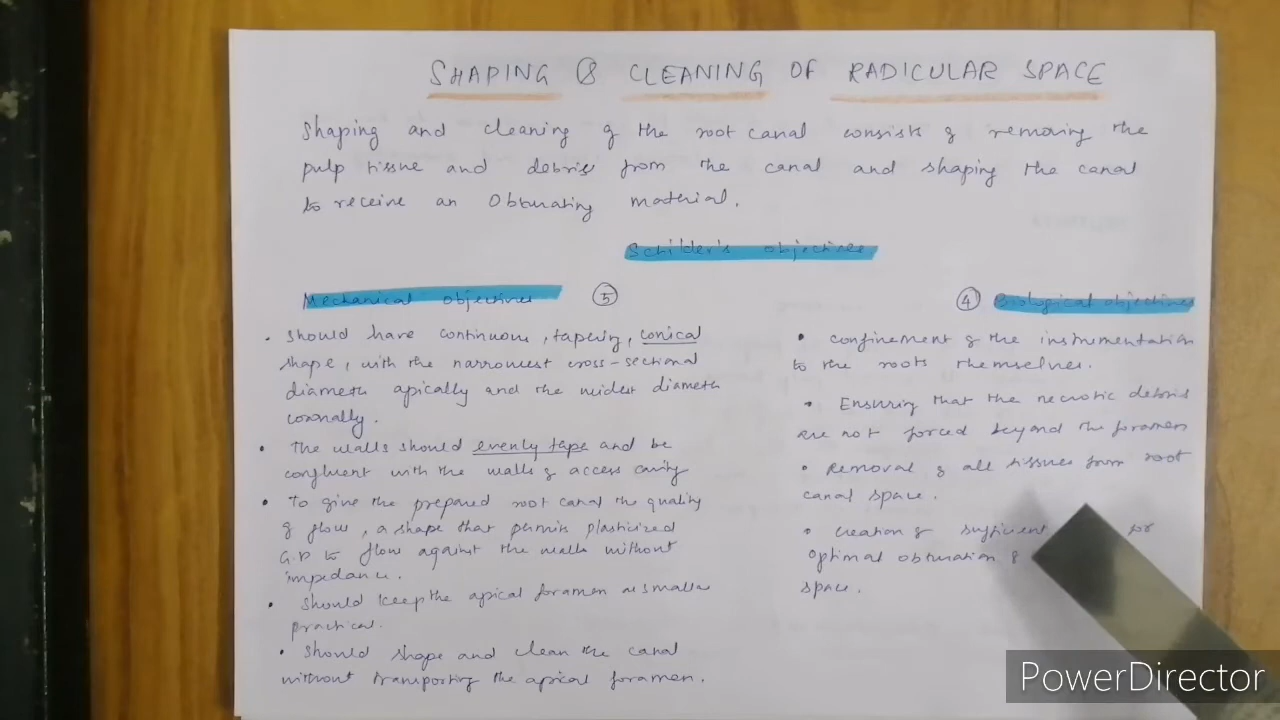 SHAPING & CLEANING OF RADICULAR SPACE
Shaping and cleaning of the root canal consists of removing the
pulp tissue and debris from the canal and shaping the canal
to receive an Obturating material.
Schilder's objectives
Mechanical objectives ⑤
• Should have continuous, tapering, conical
shape, with the narrowest cross-sectional
diameter apically and the widest diameter
coronally.
• The walls should evenly tape and be
confluent with the walls of access cavity
• To give the prepared root canal the quality
of flow, a shape that permits plasticized
G.P to flow against the walls without
impedance.
• Should keep the apical foramen as smaller
practical.
• Should shape and clean the canal
without transporting the apical foramen.
④ Biological objectives
• confinement of the instrumentation
to the roots themselves.
• Ensuring that the necrotic debris
are not forced beyond the foramen
• Removal of all tissues from root
canal space.
• Creation of sufficient for
optimal obturation of
space.
PowerDirector